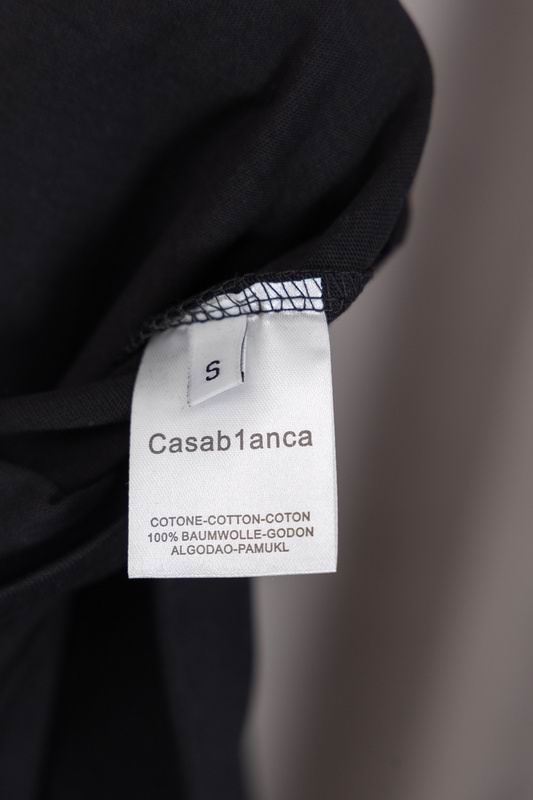 S
Casab1anca
COTONE-COTTON-COTON
100% BAUMWOLLE-GODON
ALGODAO-PAMUKL